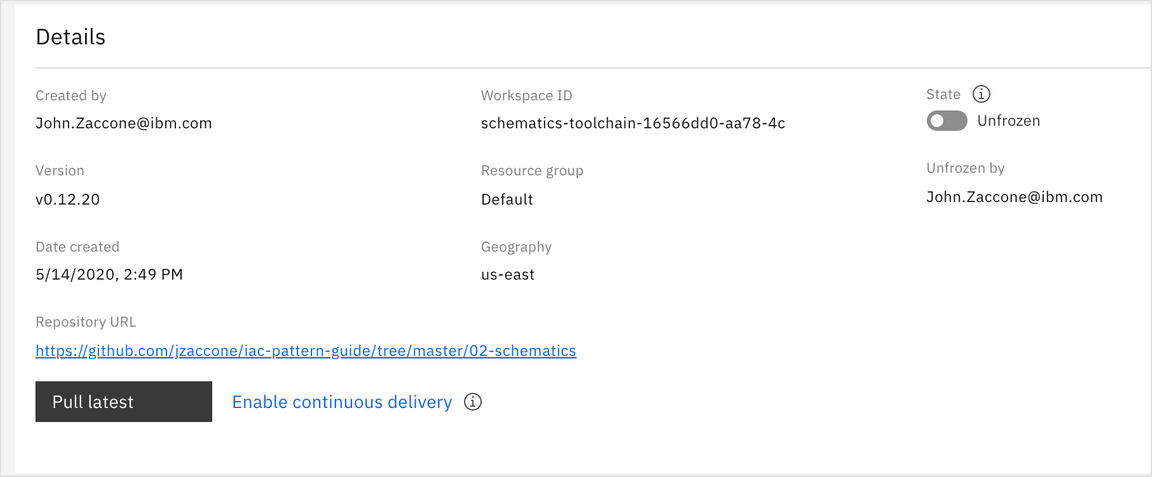 Details
Created by
John.Zaccone@ibm.com
Workspace ID
schematics-toolchain-16566dd0-aa78-4c
State
Unfrozen
Version
v0.12.20
Resource group
Default
Unfrozen by
John.Zaccone@ibm.com
Date created
5/14/2020, 2:49 PM
Geography
us-east
Repository URL
https://github.com/jzaccone/iac-pattern-guide/tree/master/02-schematics
Pull latest
Enable continuous delivery